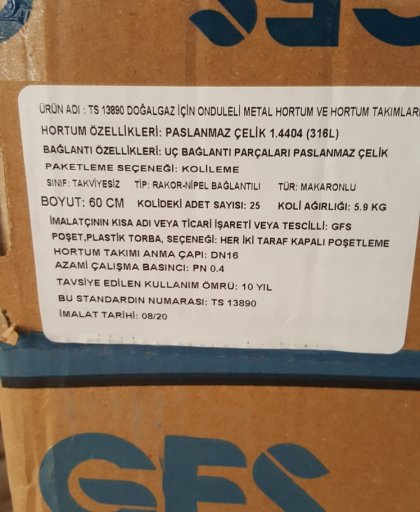 GFS
ÜRÜN ADI : TS 13890 DOĞALGAZ İÇİN ONDULELİ METAL HORTUM VE HORTUM TAKIMLARI
HORTUM ÖZELLİKLERİ: PASLANMAZ ÇELİK 1.4404 (316L)
BAĞLANTI ÖZELLİKLERİ: UÇ BAĞLANTI PARÇALARI PASLANMAZ ÇELİK
PAKETLEME SEÇENEĞİ: KOLİLEME
SINIF: TAKVİYESİZ TİP: RAKOR-NİPEL BAĞLANTILI TÜR: MAKARONLU
BOYUT: 60 CM KOLİDEKİ ADET SAYISI: 25 KOLİ AĞIRLIĞI: 5.9 KG
İMALATÇININ KISA ADI VEYA TİCARİ İŞARETİ VEYA TESCİLLİ: GFS
POŞET,PLASTİK TORBA, SEÇENEĞİ: HER İKİ TARAF KAPALI POŞETLEME
HORTUM TAKIMI ANMA ÇAPI: DN16
AZAMİ ÇALIŞMA BASINCI: PN 0.4
TAVSİYE EDİLEN KULLANIM ÖMRÜ: 10 YIL
BU STANDARDIN NUMARASI: TS 13890
İMALAT TARİHİ: 08/20
GFS